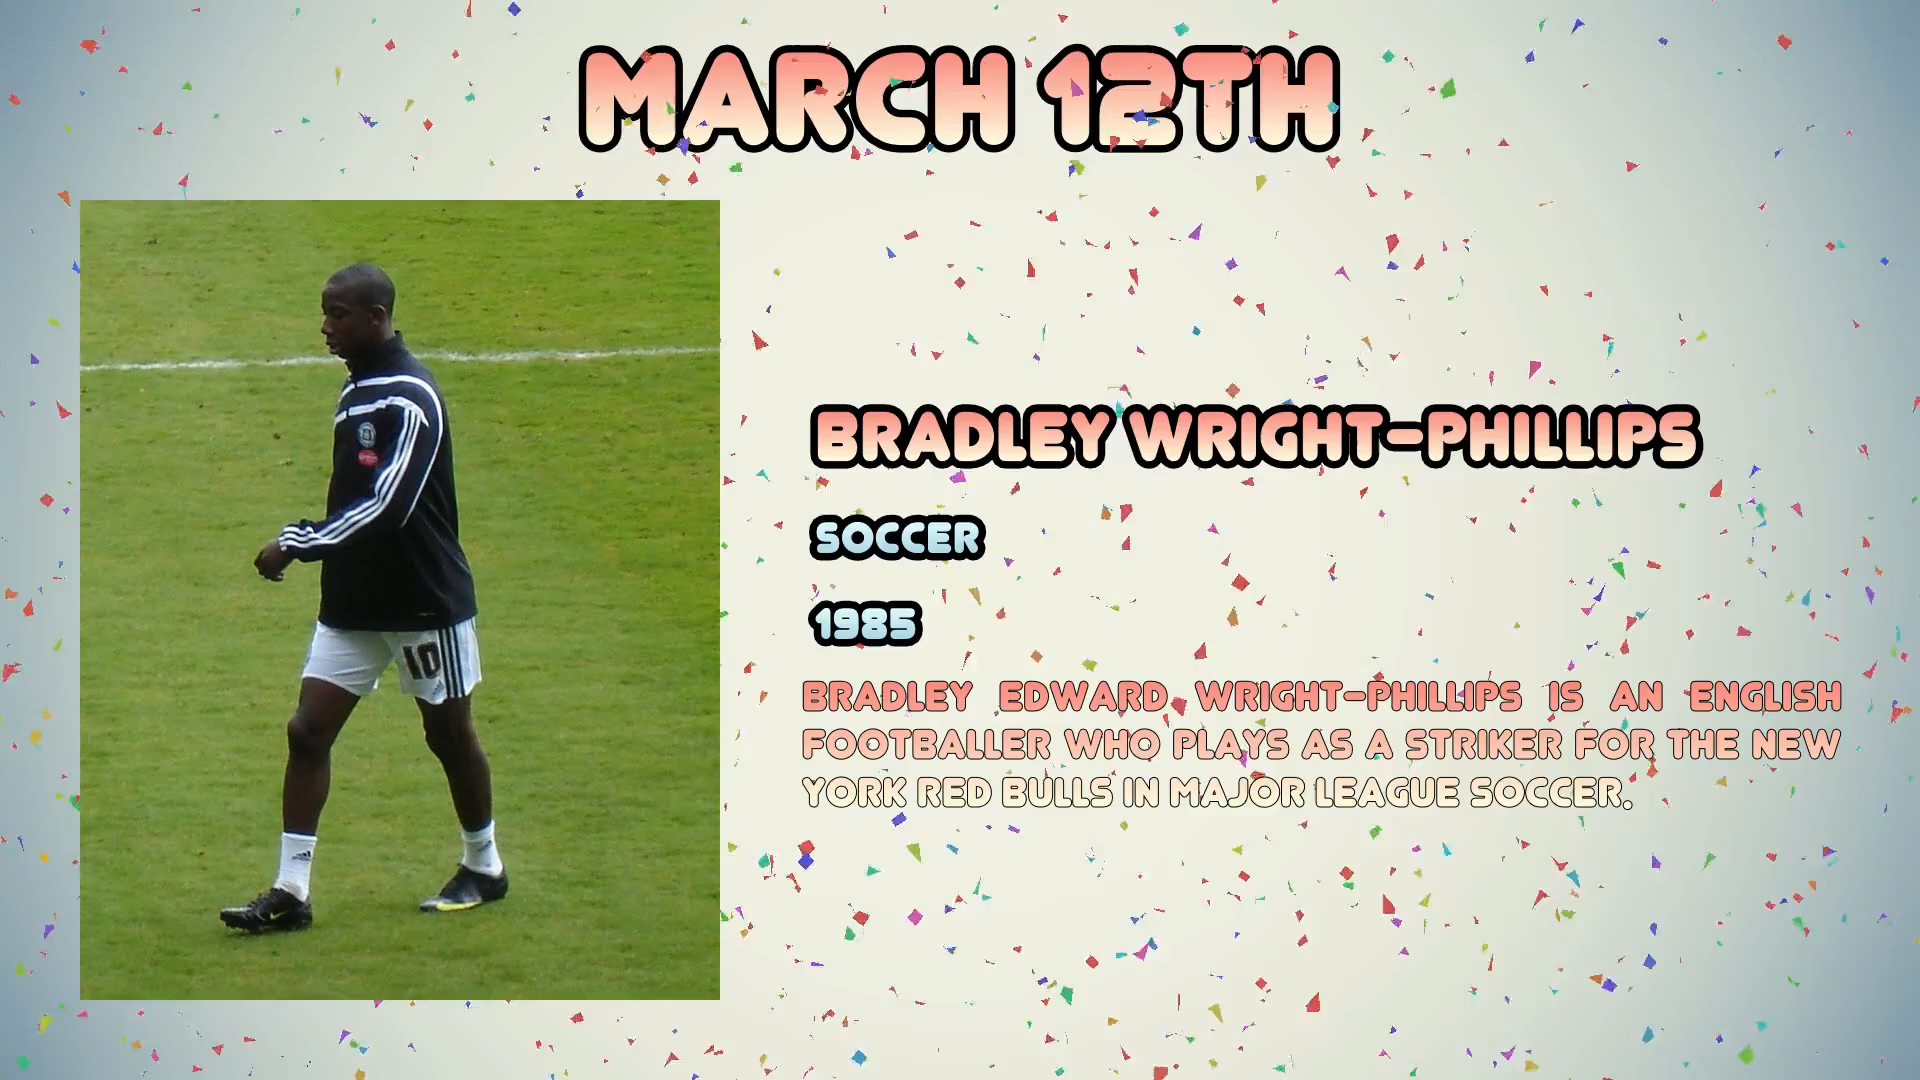 MARCH 12TH
BRADLEY WRIGHT-PHILLIPS
SOCCER
1985
BRADLEY EDWARD WRIGHT-PHILLIPS IS AN ENGLISH
FOOTBALLER WHO PLAYS AS A STRIKER FOR THE NEW
YORK RED BULLS IN MAJOR LEAGUE SOCCER.
10